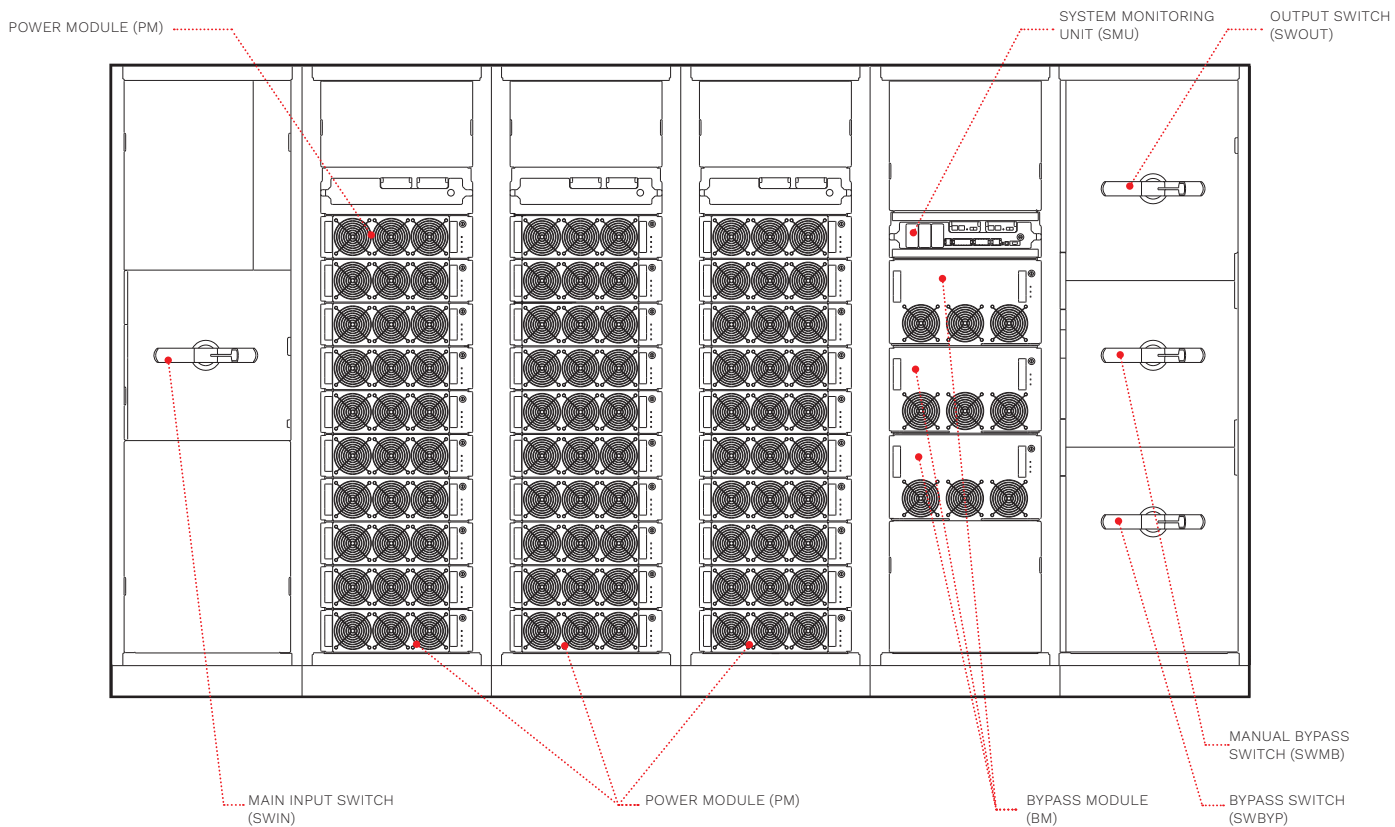 POWER MODULE (PM)
SYSTEM MONITORING
UNIT (SMU)
OUTPUT SWITCH
(SWOUT)
MANUAL BYPASS
SWITCH (SWMB)
MAIN INPUT SWITCH
(SWIN)
POWER MODULE (PM)
BYPASS MODULE
(BM)
BYPASS SWITCH
(SWBYP)